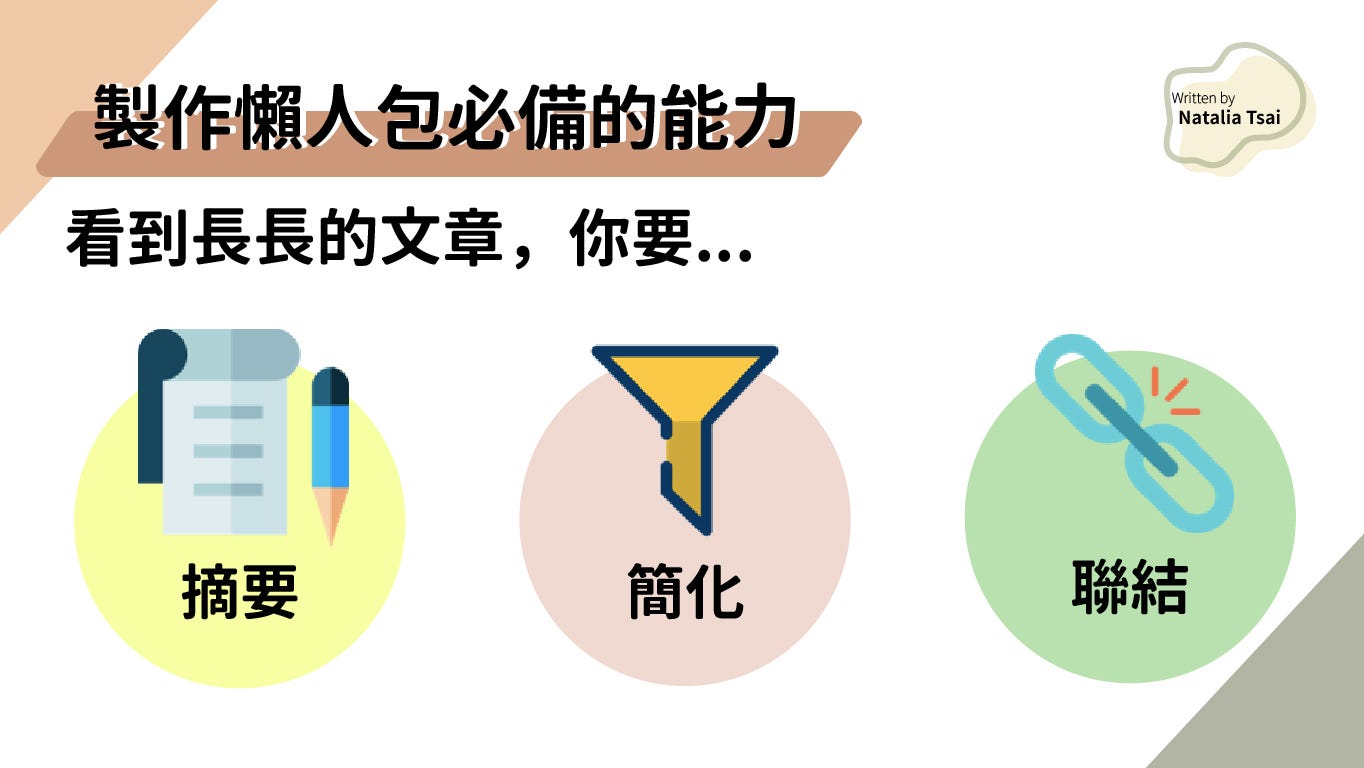 製作懶人包必備的能力
Written by
Natalia Tsai
看到長長的文章，你要...
摘要
簡化
聯結